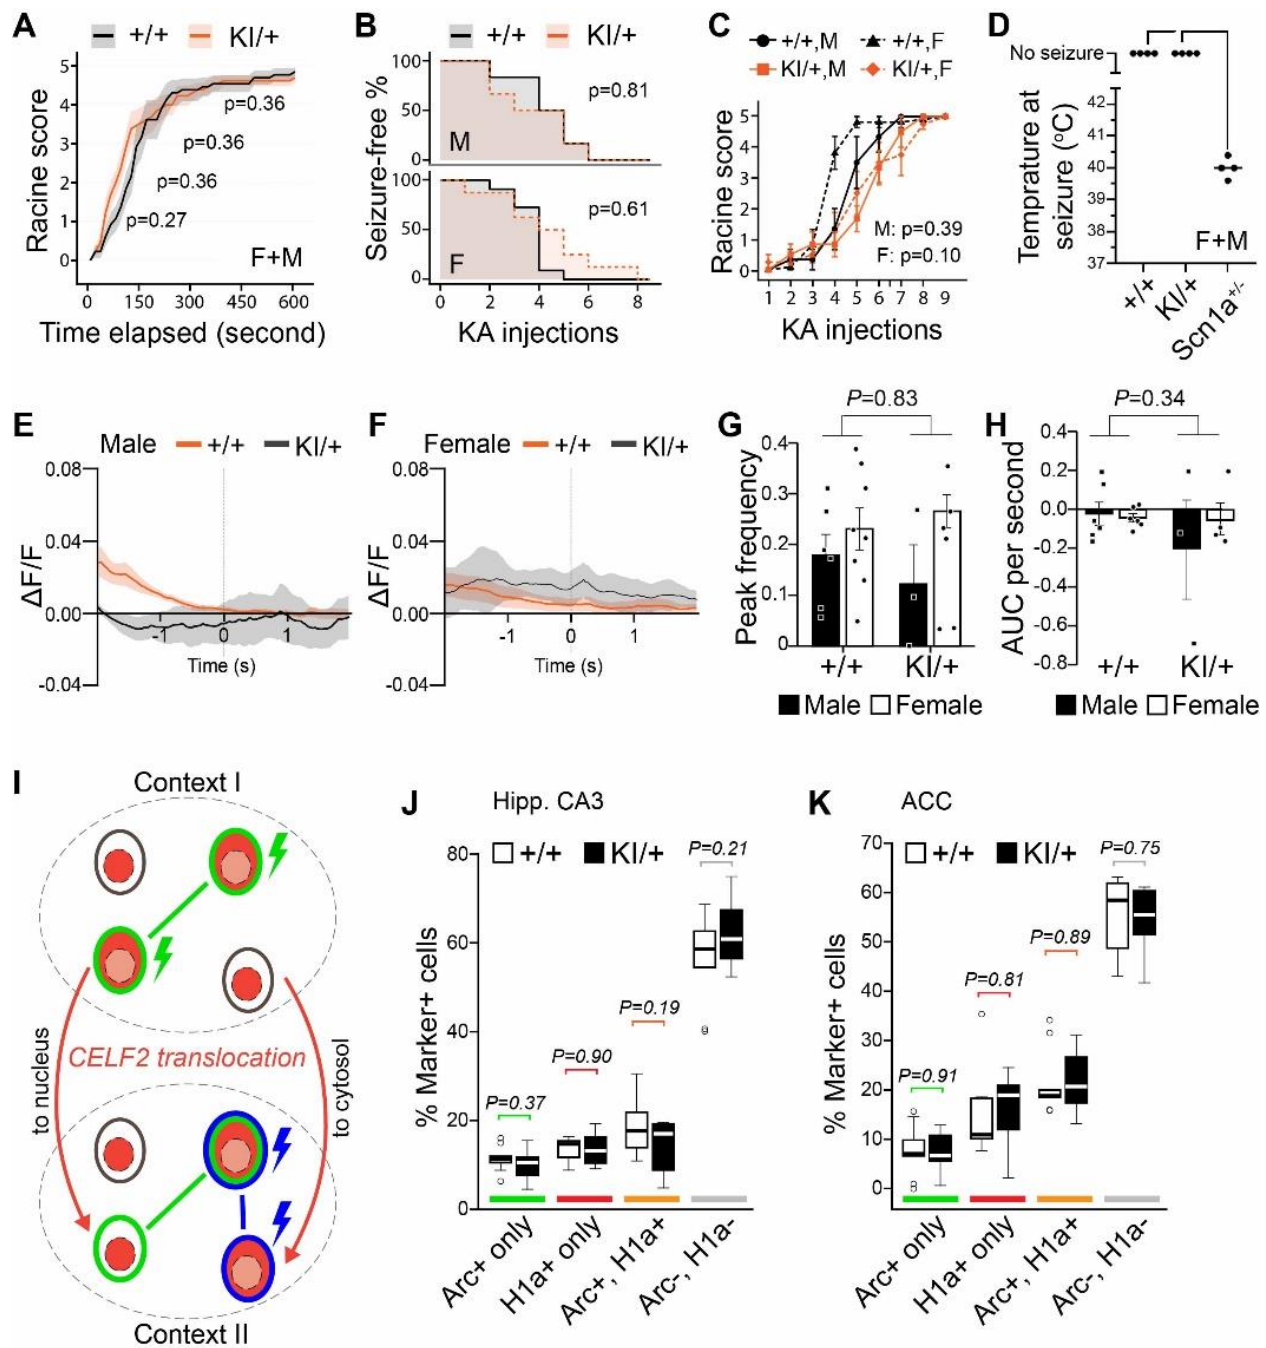 A
+/+ KI/+
5
4
3
2
1
0
Racine score
p=0.36
p=0.36
p=0.36
p=0.27
F+M
0 150 300 450 600
Time elapsed (second)
B
+/+ KI/+
Seizure-free %
100
50
0
p=0.81
M
100
50
0
p=0.61
F
0 2 4 6 8
KA injections
C
+/+,M +/+,F
KI/+,M KI/+,F
Racine score
5
4
3
2
1
0
M: p=0.39
F: p=0.10
1 2 3 4 5 6 7 8 9
KA injections
D
Temprature at
seizure (oC)
No seizure
42
41
40
39
38
37
F+M
+/+
KI/+
Scn1a+/-
E
Male +/+ KI/+
ΔF/F
0.08
0.04
0.00
-0.04
-1 0 1
Time (s)
F
Female +/+ KI/+
ΔF/F
0.08
0.04
0.00
-0.04
-1 0 1
Time (s)
G
P=0.83
Peak frequency
0.4
0.3
0.2
0.1
0
+/+ KI/+
Male Female
H
P=0.34
AUC per second
0.4
0.2
0.0
-0.2
-0.4
-0.6
-0.8
+/+ KI/+
Male Female
I
Context I
to nucleus
CELF2 translocation
to cytosol
Context II
J
Hipp. CA3
+/+ KI/+
% Marker+ cells
80
60
40
20
0
P=0.37
P=0.90
P=0.19
P=0.21
Arc+ only
H1a+ only
Arc+, H1a+
Arc-, H1a-
K
ACC
+/+ KI/+
% Marker+ cells
70
60
50
40
30
20
10
0
P=0.91
P=0.81
P=0.89
P=0.75
Arc+ only
H1a+ only
Arc+, H1a+
Arc-, H1a-